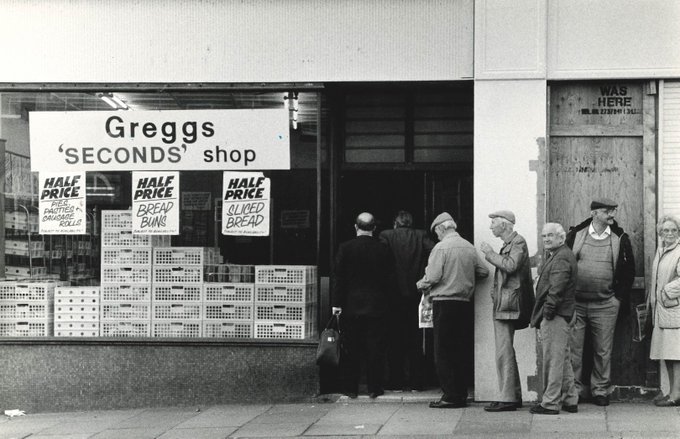 Greggs
'SECONDS' shop
HALF
PRICE
PIES
PASTIES
SAUSAGE
ROLLS
HALF
PRICE
BREAD
BUNS
HALF
PRICE
SLICED
BREAD
WAS
HERE